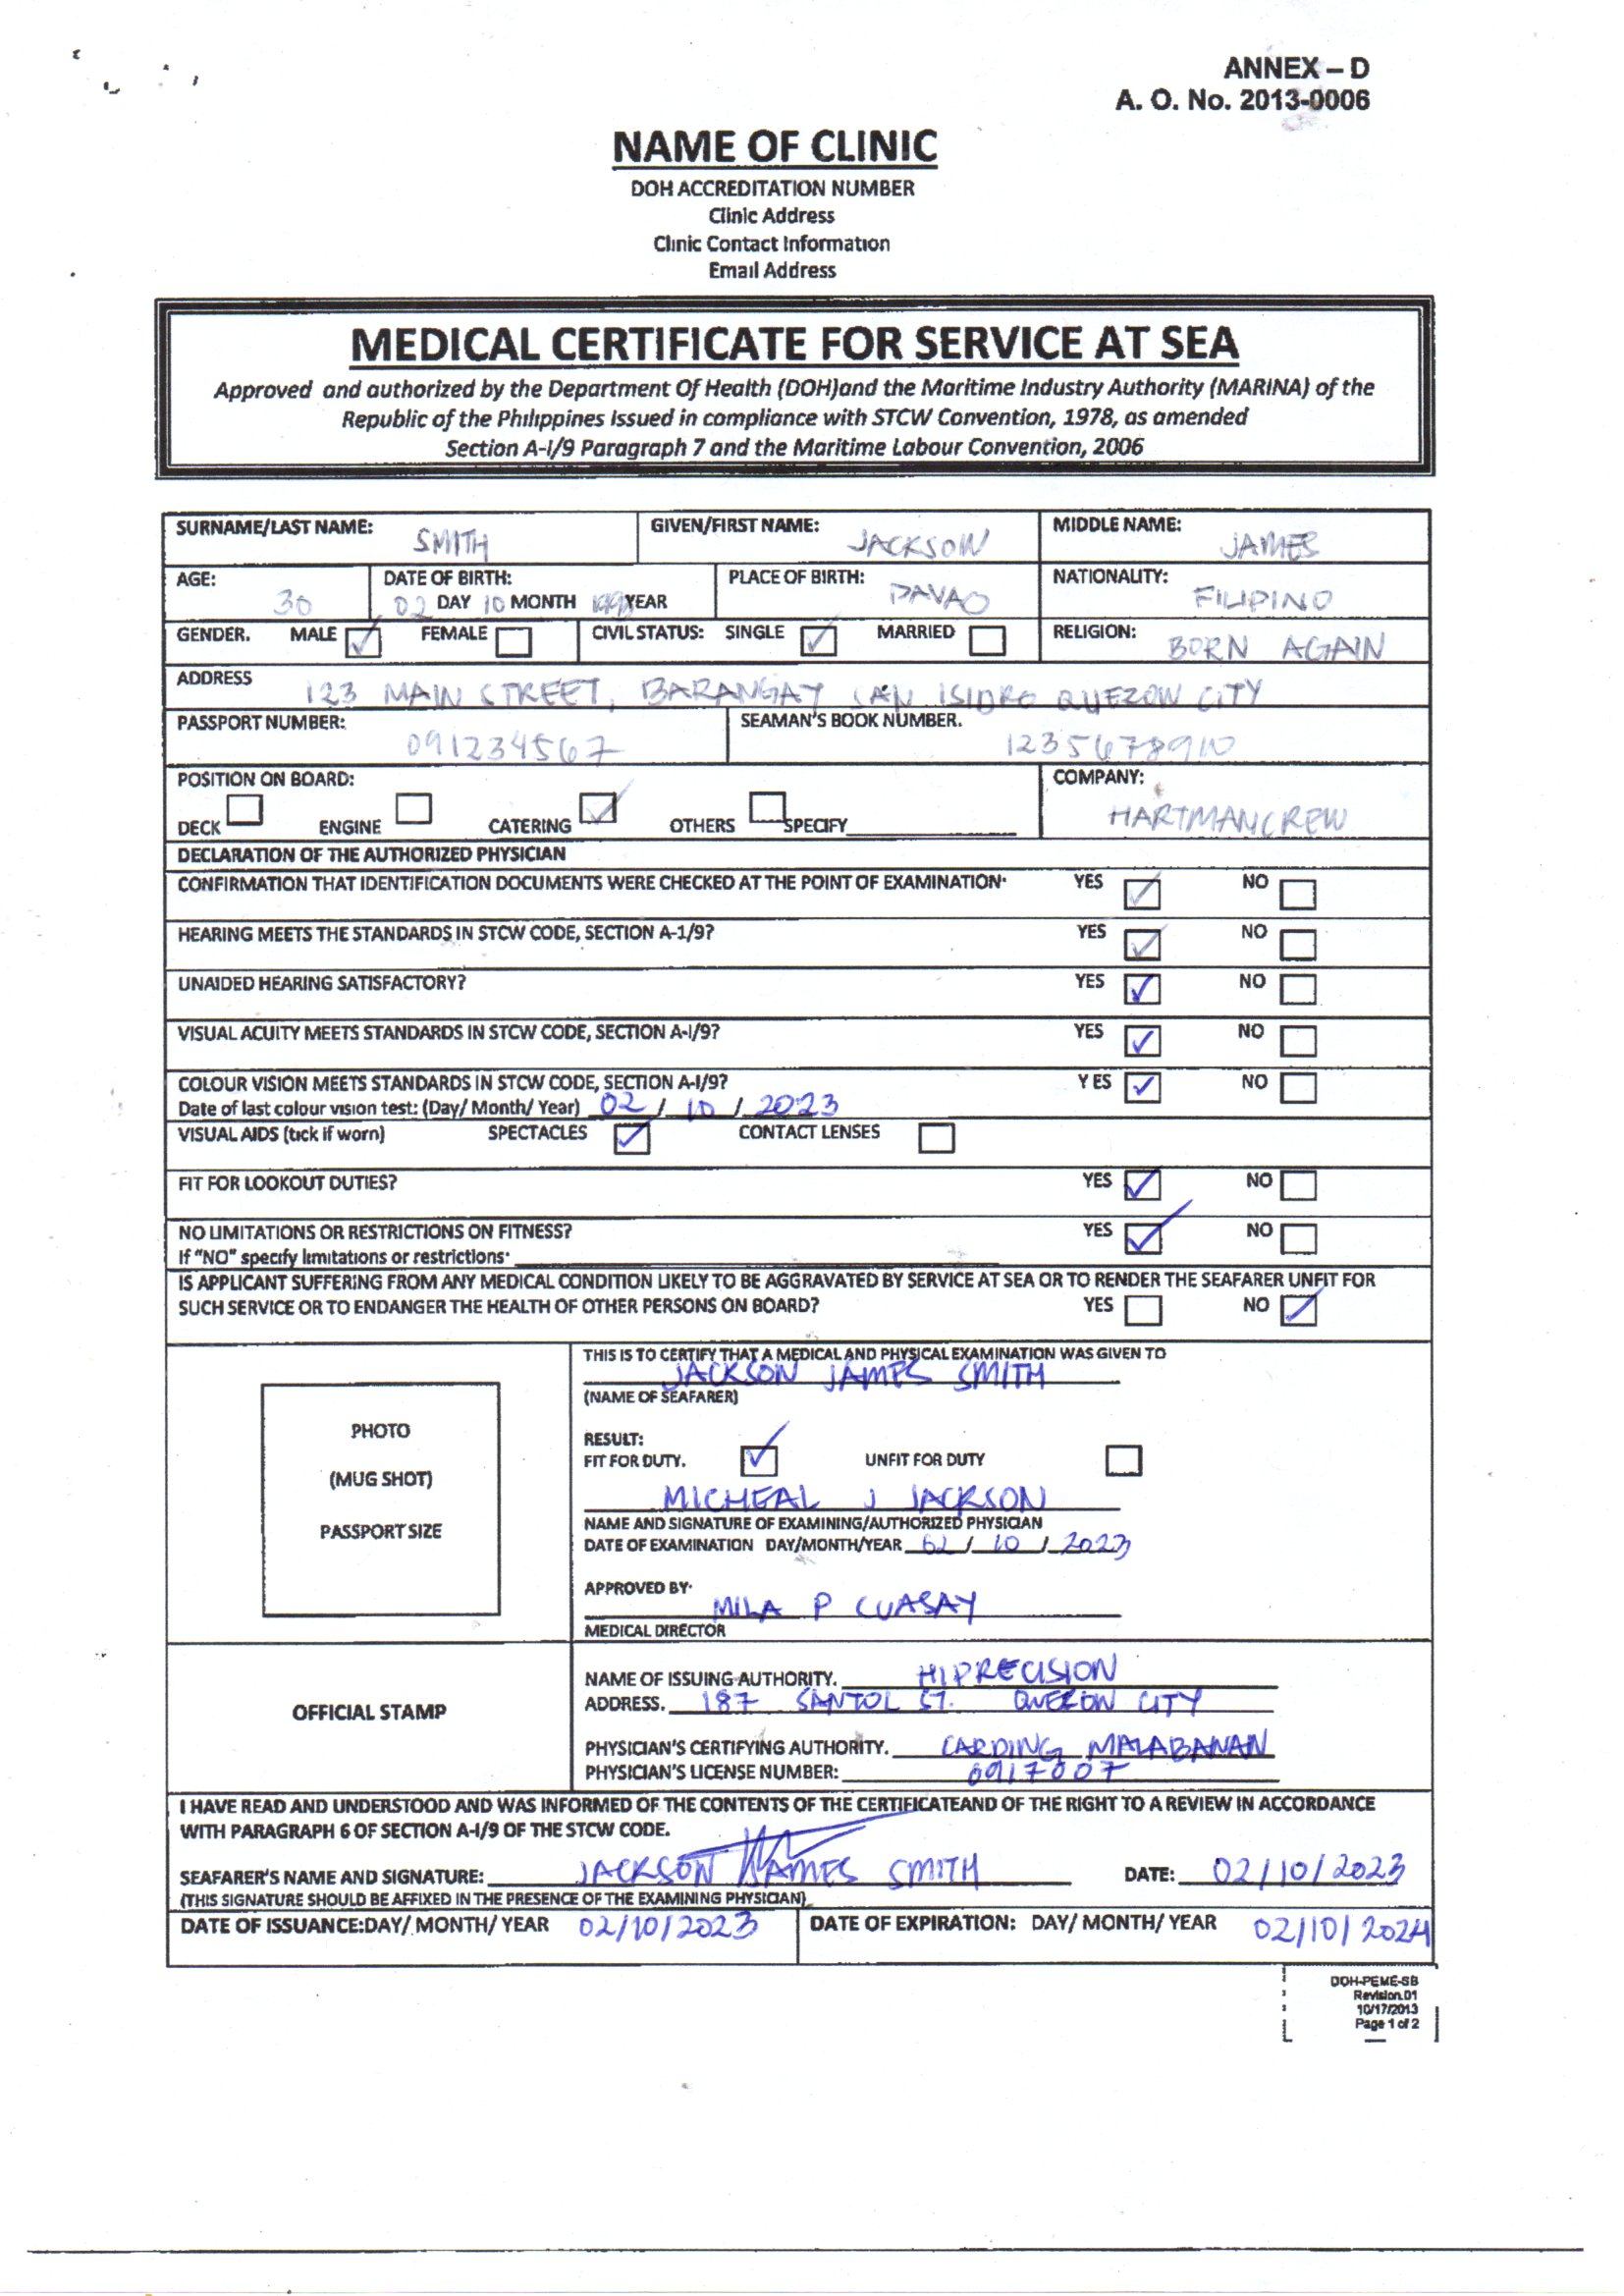 ANNEX – D
A. O. No. 2013-0006
NAME OF CLINIC
DOH ACCREDITATION NUMBER
Clinic Address
Clinic Contact Information
Email Address
MEDICAL CERTIFICATE FOR SERVICE AT SEA
Approved and authorized by the Department Of Health (DOH)and the Maritime Industry Authority (MARINA) of the
Republic of the Philippines Issued in compliance with STCW Convention, 1978, as amended
Section A-I/9 Paragraph 7 and the Maritime Labour Convention, 2006
SURNAME/LAST NAME: SMITH GIVEN/FIRST NAME: JACKSON MIDDLE NAME: JAMES
AGE: 30 DATE OF BIRTH: 02 DAY 10 MONTH YEAR PLACE OF BIRTH: DAVAO NATIONALITY: FILIPINO
GENDER. MALE ✓ FEMALE CIVIL STATUS: SINGLE ✓ MARRIED RELIGION: BORN AGAIN
ADDRESS 123 MAIN STREET, BARANGAY SAN ISIDRO QUEZON CITY
PASSPORT NUMBER: 091234567 SEAMAN'S BOOK NUMBER. 1235678910
POSITION ON BOARD: COMPANY: HARTMANCREW
DECK ENGINE CATERING ✓ OTHERS SPECIFY
DECLARATION OF THE AUTHORIZED PHYSICIAN
CONFIRMATION THAT IDENTIFICATION DOCUMENTS WERE CHECKED AT THE POINT OF EXAMINATION· YES ✓ NO
HEARING MEETS THE STANDARDS IN STCW CODE, SECTION A-1/9? YES ✓ NO
UNAIDED HEARING SATISFACTORY? YES ✓ NO
VISUAL ACUITY MEETS STANDARDS IN STCW CODE, SECTION A-I/9? YES ✓ NO
COLOUR VISION MEETS STANDARDS IN STCW CODE, SECTION A-I/9? YES ✓ NO
Date of last colour vision test: (Day/ Month/ Year) 02 / 10 / 2023
VISUAL AIDS (tick if worn) SPECTACLES ✓ CONTACT LENSES
FIT FOR LOOKOUT DUTIES? YES ✓ NO
NO LIMITATIONS OR RESTRICTIONS ON FITNESS? YES ✓ NO
If "NO" specify limitations or restrictions·
IS APPLICANT SUFFERING FROM ANY MEDICAL CONDITION LIKELY TO BE AGGRAVATED BY SERVICE AT SEA OR TO RENDER THE SEAFARER UNFIT FOR
SUCH SERVICE OR TO ENDANGER THE HEALTH OF OTHER PERSONS ON BOARD? YES NO ✓
THIS IS TO CERTIFY THAT A MEDICAL AND PHYSICAL EXAMINATION WAS GIVEN TO
JACKSON JAMES SMITH
(NAME OF SEAFARER)
PHOTO
(MUG SHOT)
PASSPORT SIZE
RESULT:
FIT FOR DUTY. ✓ UNFIT FOR DUTY
MICHEAL J JACKSON
NAME AND SIGNATURE OF EXAMINING/AUTHORIZED PHYSICIAN
DATE OF EXAMINATION DAY/MONTH/YEAR 02 / 10 / 2023
APPROVED BY·
MILA P CUASAY
MEDICAL DIRECTOR
OFFICIAL STAMP
NAME OF ISSUING AUTHORITY. HIPRECISION
ADDRESS. 187 SANTOL ST. QUEZON CITY
PHYSICIAN'S CERTIFYING AUTHORITY. CARDING MALABANAN
PHYSICIAN'S LICENSE NUMBER: 0917007
I HAVE READ AND UNDERSTOOD AND WAS INFORMED OF THE CONTENTS OF THE CERTIFICATEAND OF THE RIGHT TO A REVIEW IN ACCORDANCE
WITH PARAGRAPH 6 OF SECTION A-I/9 OF THE STCW CODE.
SEAFARER'S NAME AND SIGNATURE: JACKSON JAMES SMITH DATE: 02/10/2023
(THIS SIGNATURE SHOULD BE AFFIXED IN THE PRESENCE OF THE EXAMINING PHYSICIAN)
DATE OF ISSUANCE:DAY/ MONTH/ YEAR 02/10/2023 DATE OF EXPIRATION: DAY/ MONTH/ YEAR 02/10/2024
DOH-PEME-SB
Revision.01
10/17/2013
Page 1 of 2